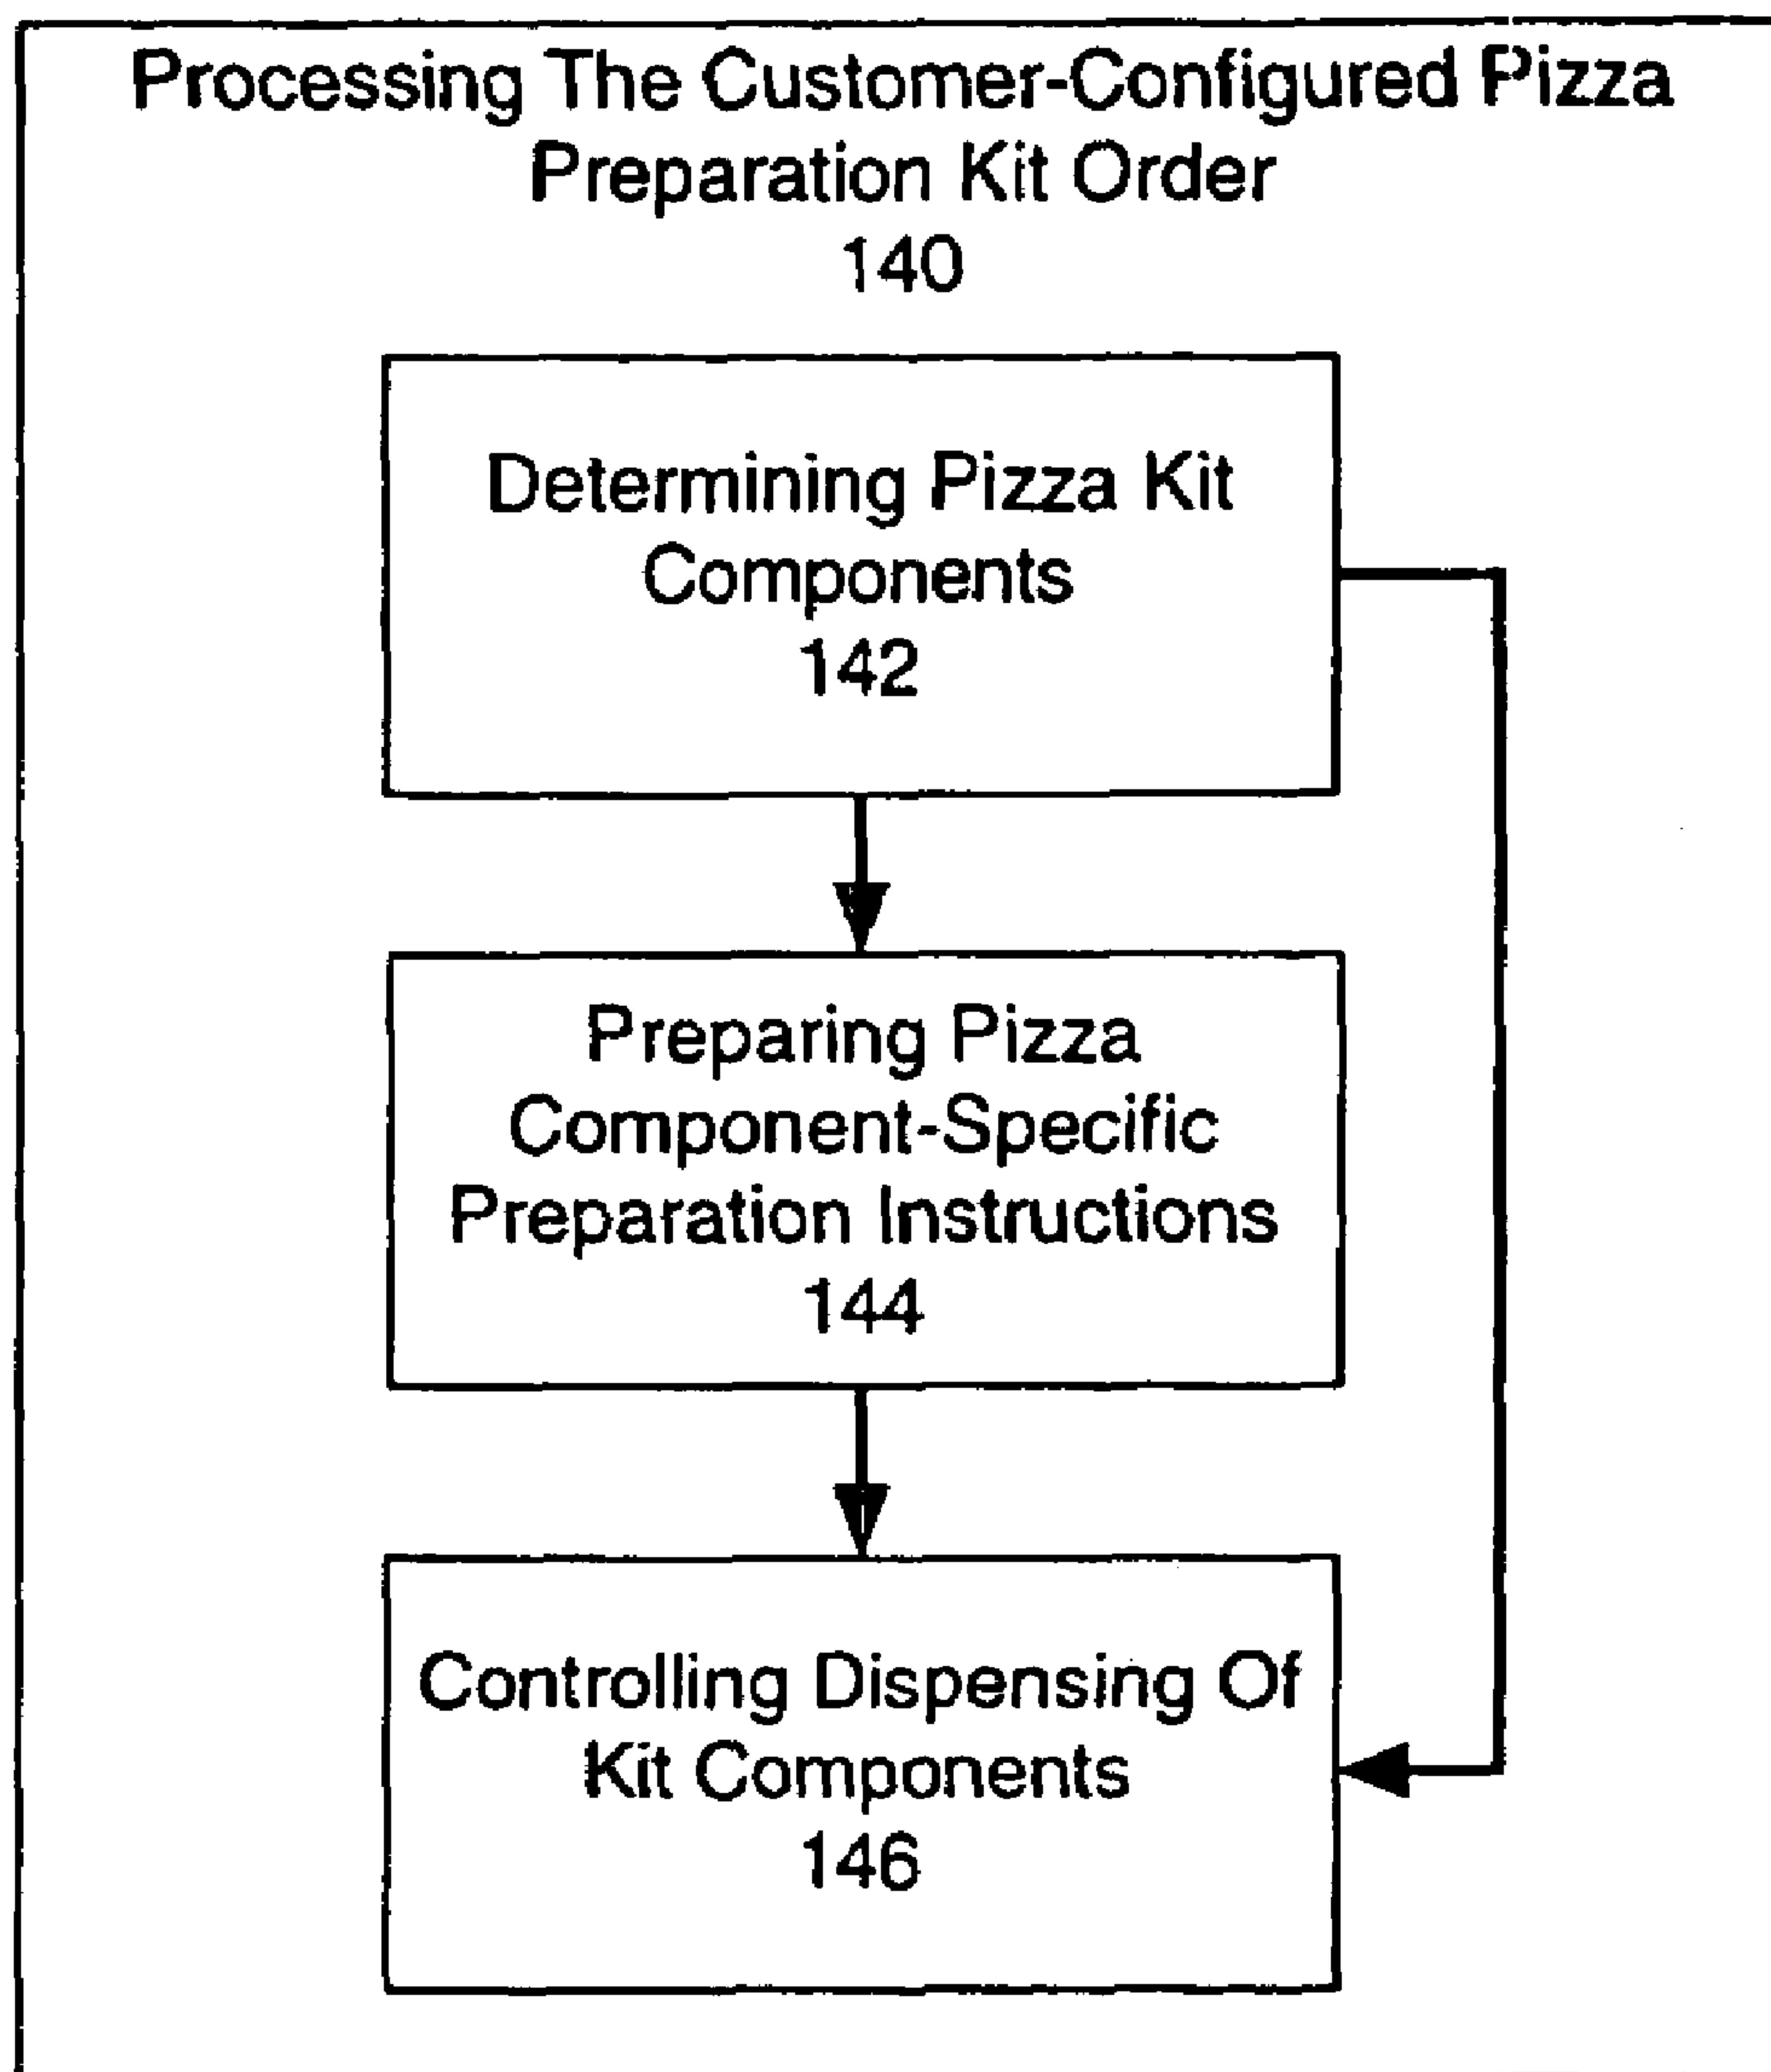 Processing The Customer-Configured Pizza
Preparation Kit Order
140
Determining Pizza Kit
Components
142
Preparing Pizza
Component-Specific
Preparation Instructions
144
Controlling Dispensing Of
Kit Components
146